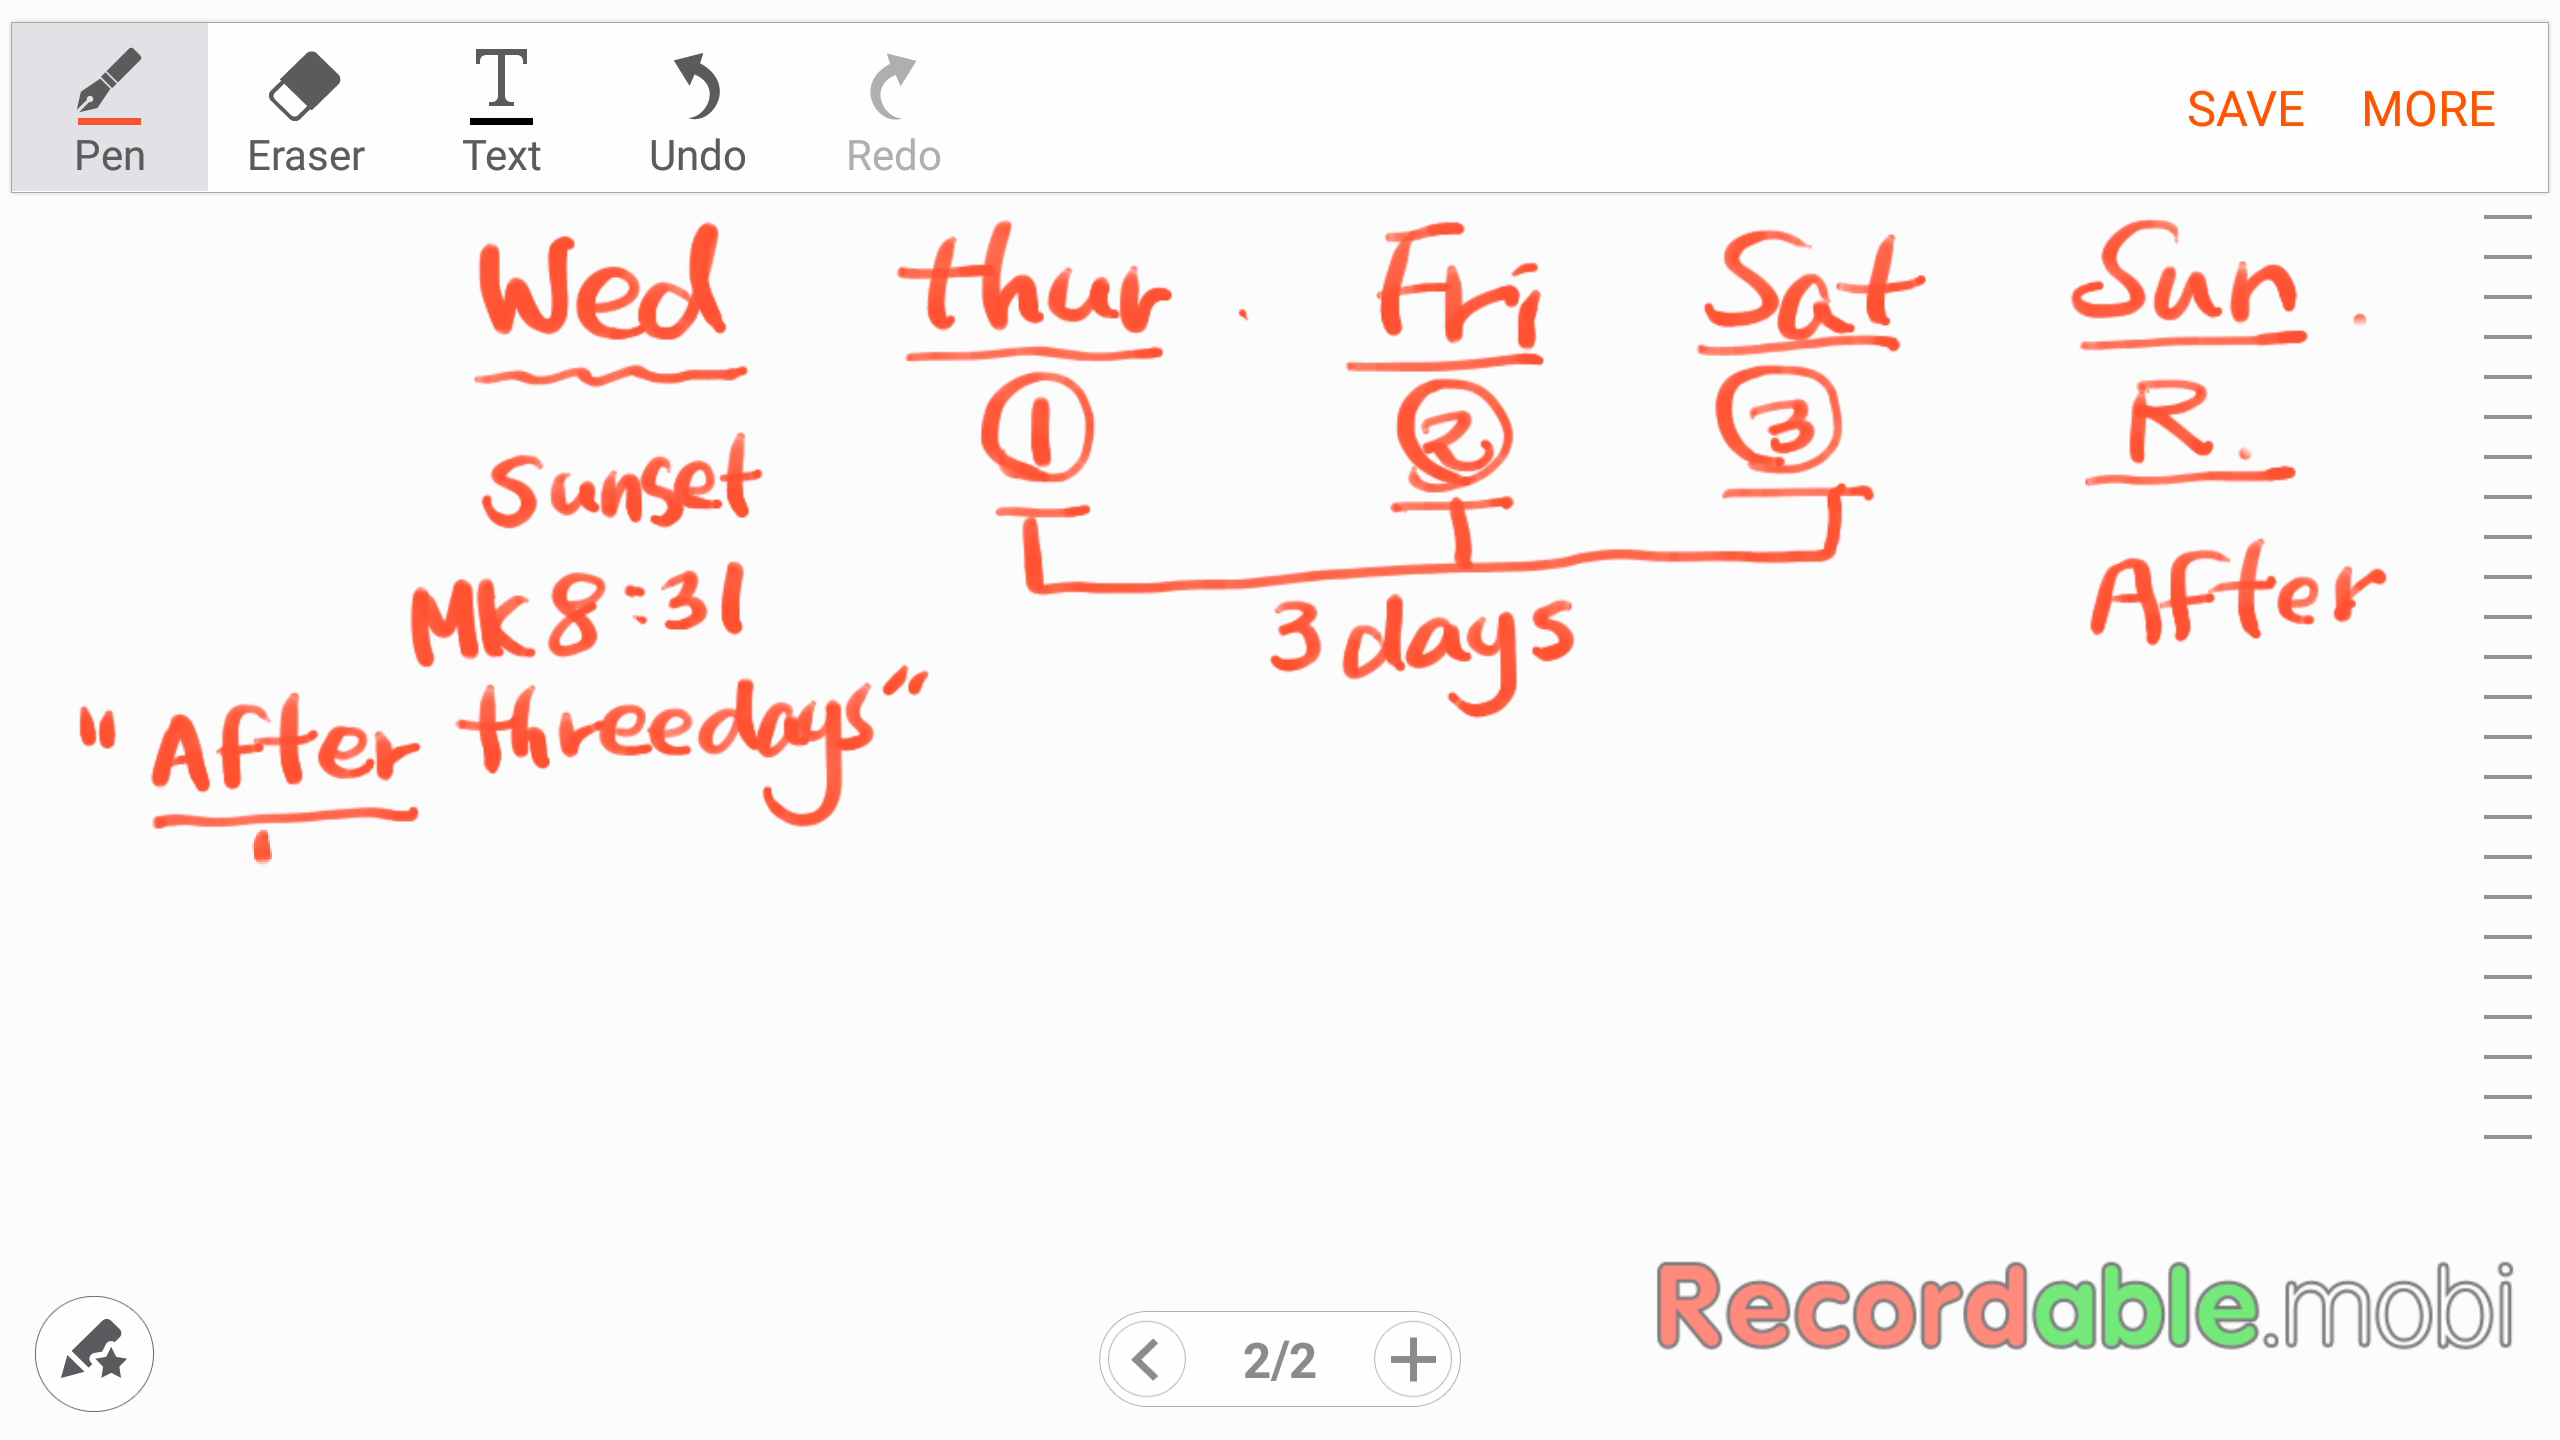 Pen Eraser Text Undo Redo SAVE MORE
Wed thur. Fri Sat Sun.
1 2 3 R.
Sunset
MK 8:31 3 days After
"After threedays"
2/2
Recordable.mobi